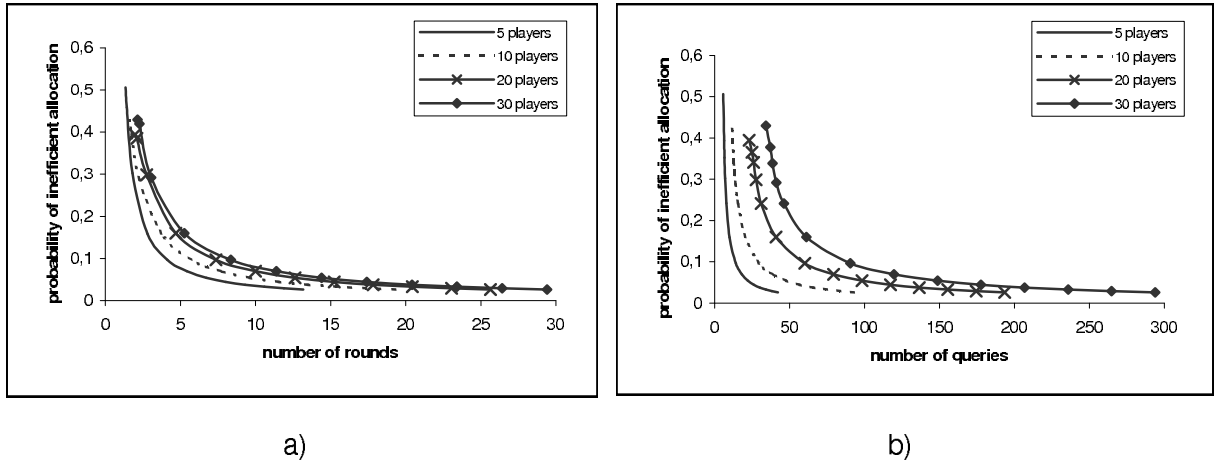 5 players
10 players
20 players
30 players
probability of inefficient allocation
0,6
0,5
0,4
0,3
0,2
0,1
0
0 5 10 15 20 25 30
number of rounds
a)
5 players
10 players
20 players
30 players
probability of inefficient allocation
0,6
0,5
0,4
0,3
0,2
0,1
0
0 50 100 150 200 250 300
number of queries
b)